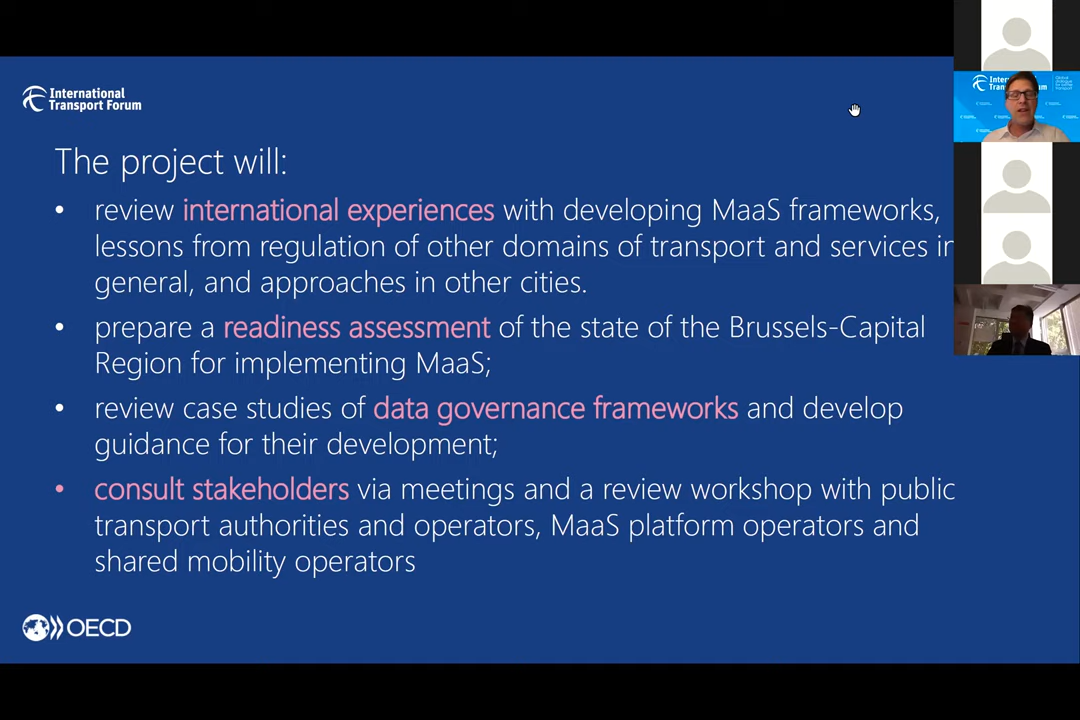 International
Transport Forum
The project will:
• review international experiences with developing MaaS frameworks,
lessons from regulation of other domains of transport and services in
general, and approaches in other cities.
• prepare a readiness assessment of the state of the Brussels-Capital
Region for implementing MaaS;
• review case studies of data governance frameworks and develop
guidance for their development;
• consult stakeholders via meetings and a review workshop with public
transport authorities and operators, MaaS platform operators and
shared mobility operators
OECD